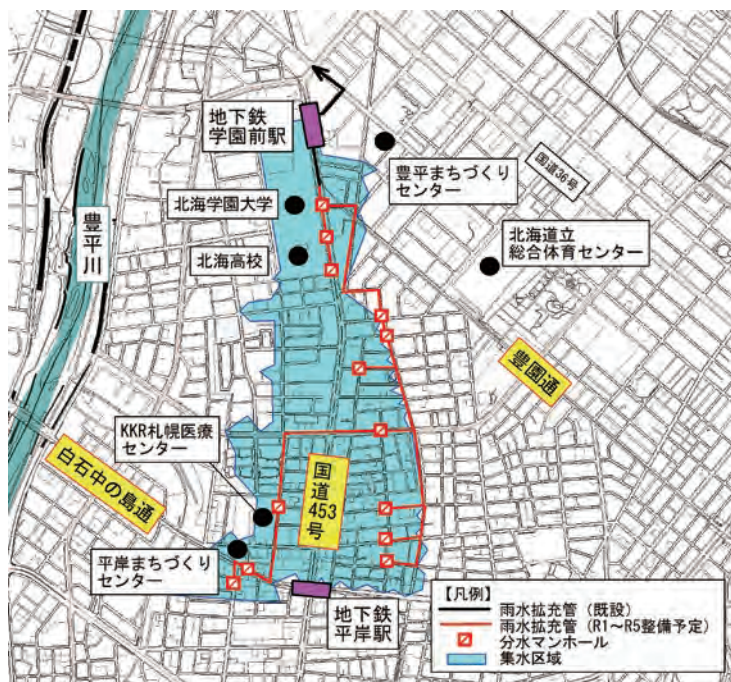 地下鉄
学園前駅
豊平まちづくり
センター
国道36号
北海学園大学
豊平川
北海高校
北海道立
総合体育センター
豊園通
KKR札幌医療
センター
白石中の島通
国道453号
平岸まちづくり
センター
地下鉄
平岸駅
【凡例】
雨水拡充管（既設）
雨水拡充管（R1～R5整備予定）
分水マンホール
集水区域